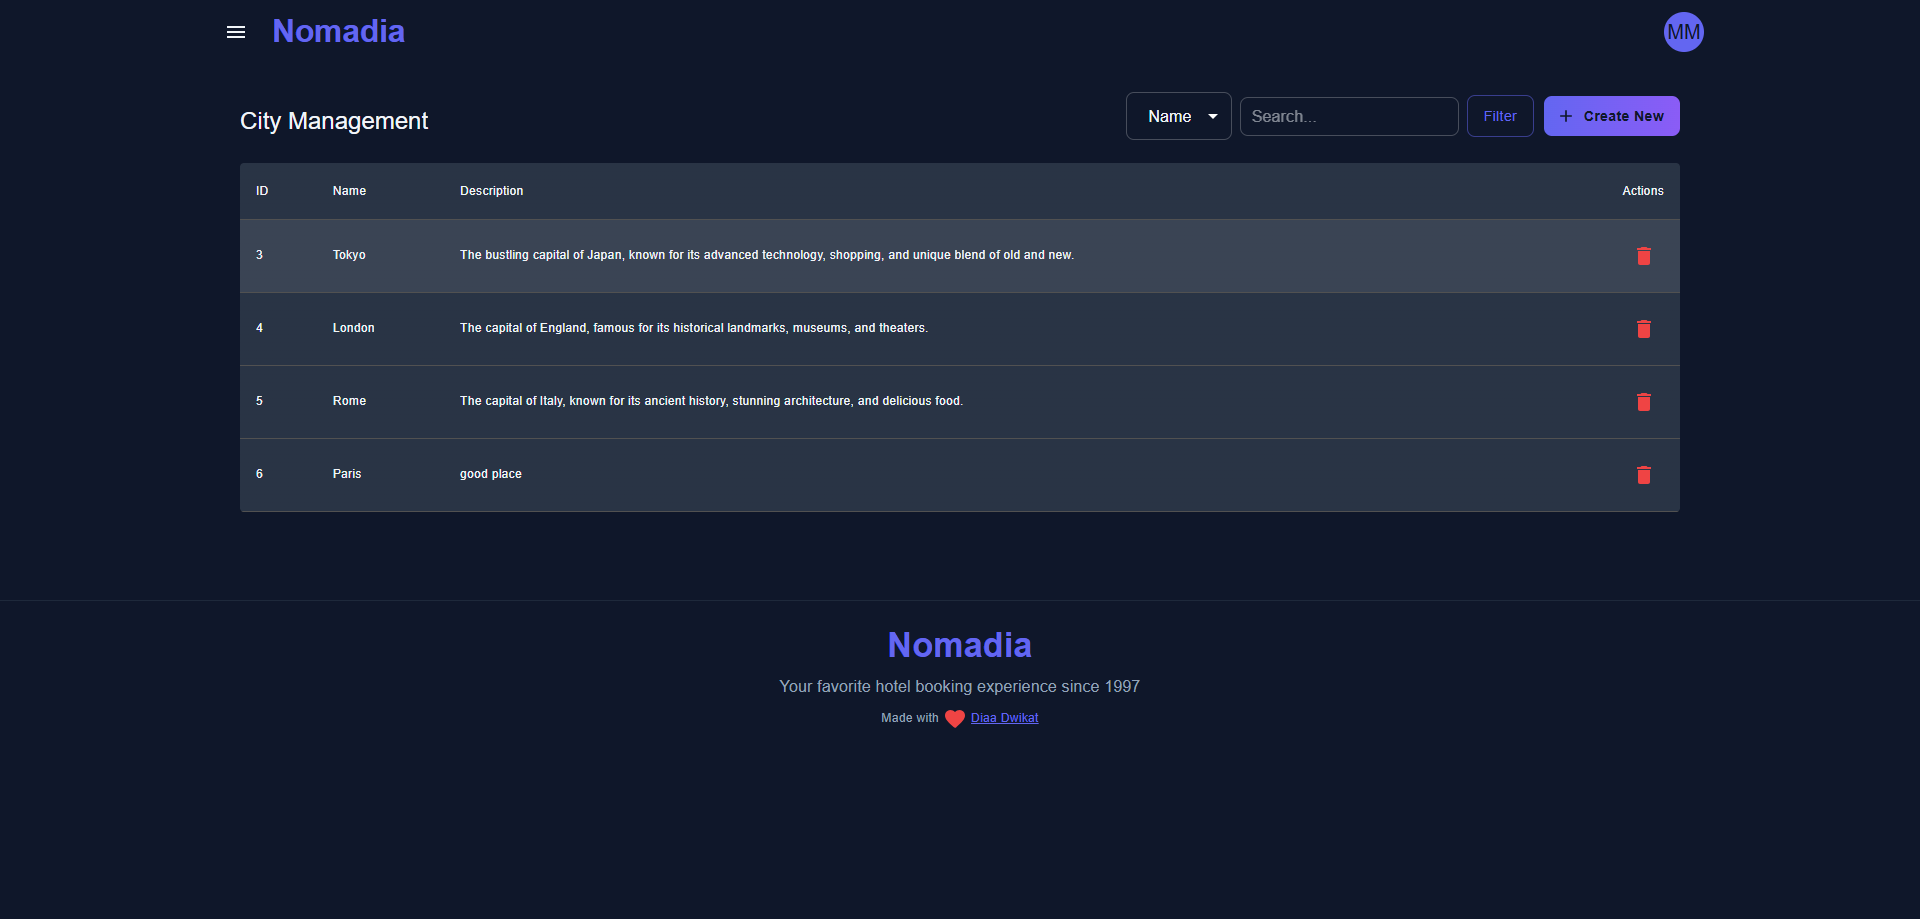 Nomadia
MM
City Management
Name
Search...
Filter
Create New
ID Name Description Actions
3 Tokyo The bustling capital of Japan, known for its advanced technology, shopping, and unique blend of old and new.
4 London The capital of England, famous for its historical landmarks, museums, and theaters.
5 Rome The capital of Italy, known for its ancient history, stunning architecture, and delicious food.
6 Paris good place
Nomadia
Your favorite hotel booking experience since 1997
Made with Diaa Dwikat